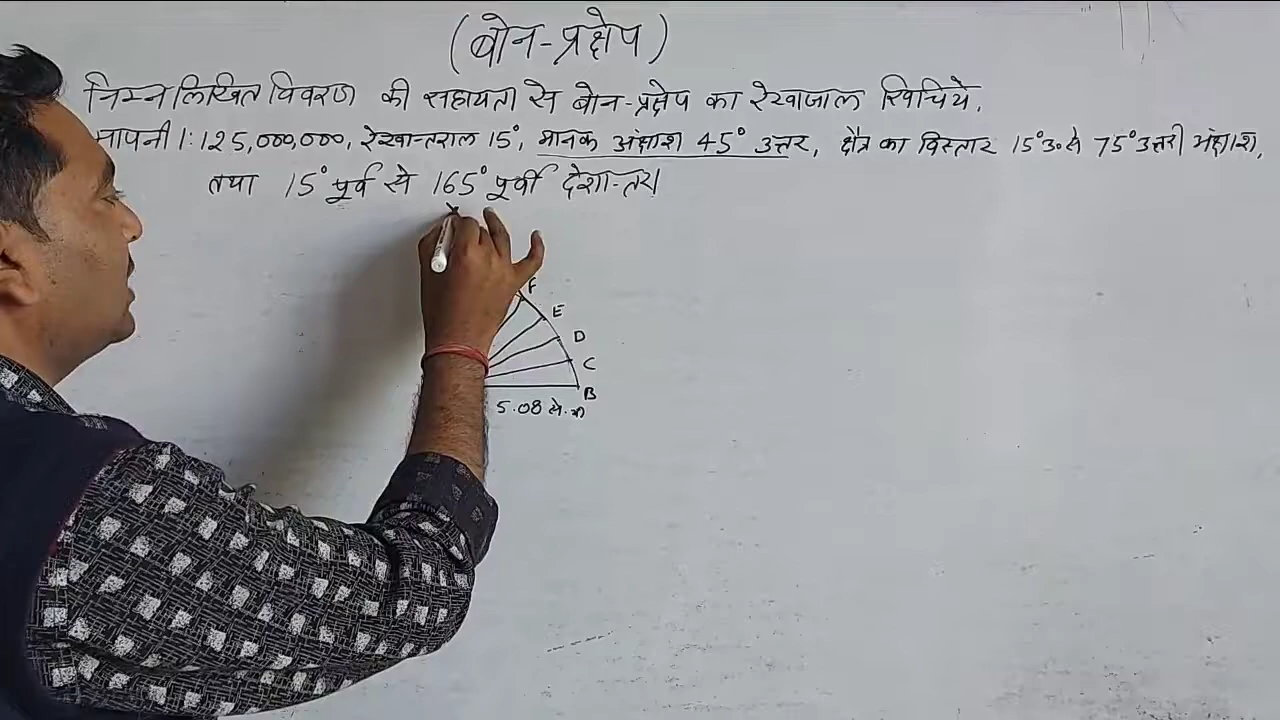 (बोन-प्रक्षेप)
निम्नलिखित विवरण की सहायता से बोन-प्रक्षेप का रेखाजाल खिचिये.
मापनी 1:125,000,000, रेखान्तराल 15°, मानक अंक्षाश 45° उत्तर, क्षेत्र का विस्तार 15°उ० से 75°उत्तरी अंक्षाश,
तथा 15° पूर्व से 165° पूर्वी देशान्तर।
F
E
D
C
B
5.08 से.मी